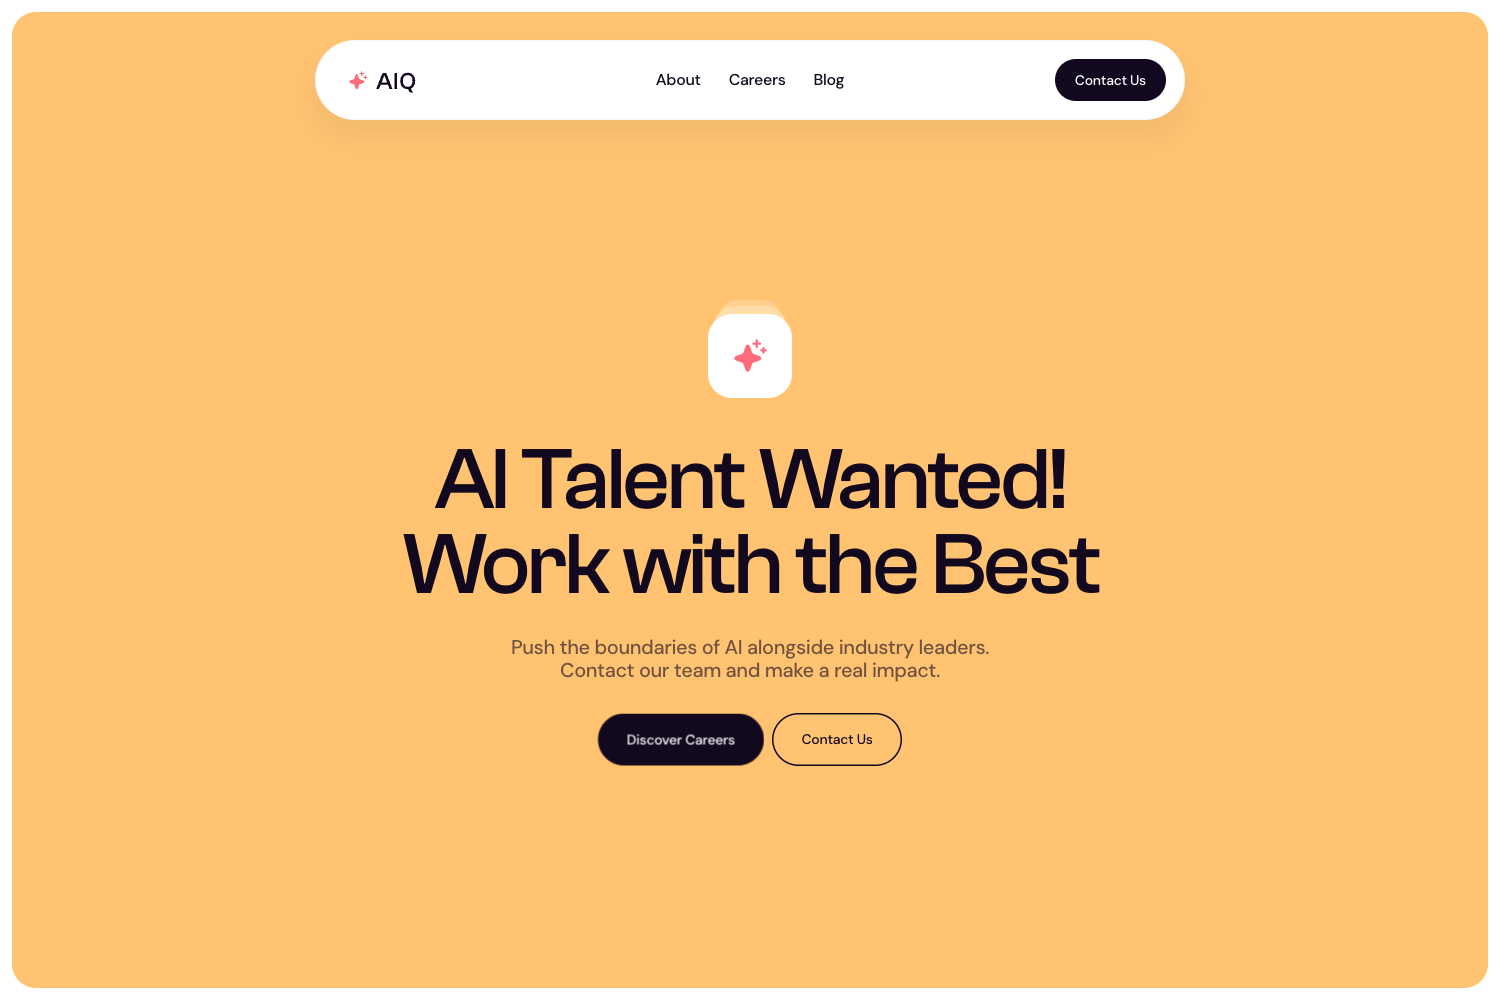 AIQ
About
Careers
Blog
Contact Us
AI Talent Wanted!
Work with the Best
Push the boundaries of AI alongside industry leaders.
Contact our team and make a real impact.
Discover Careers
Contact Us